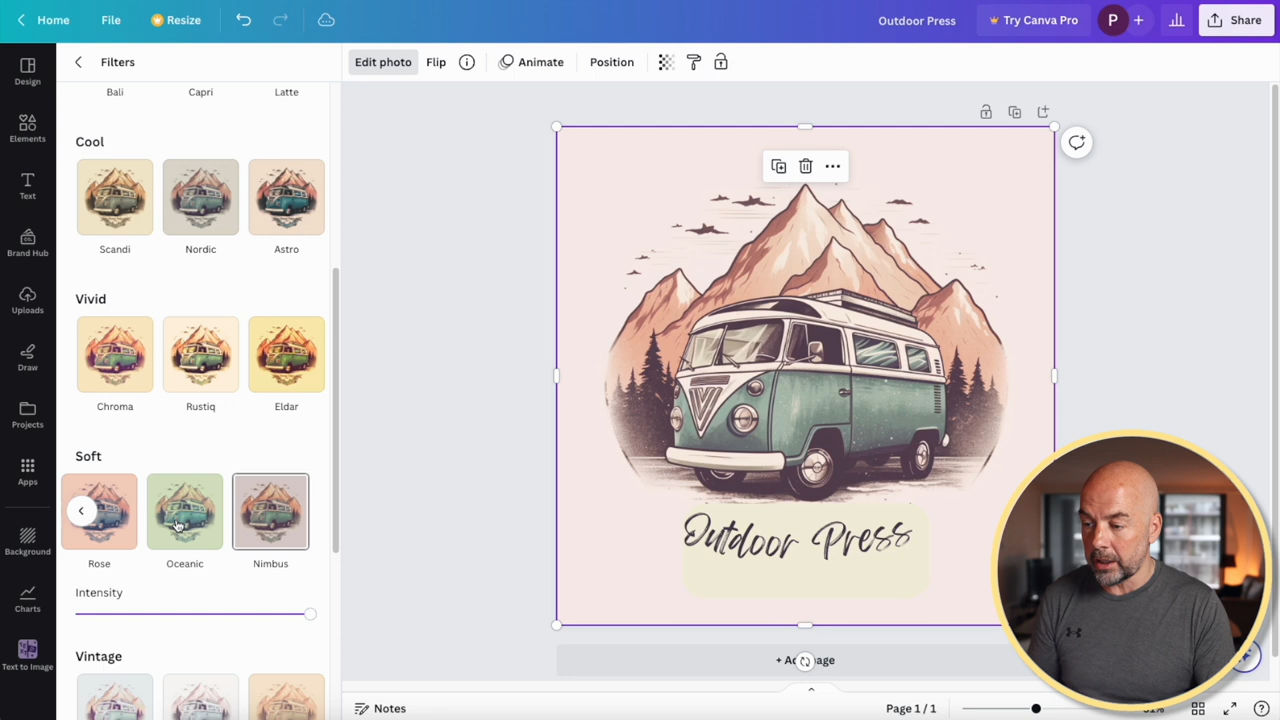 Home
File
Resize
Outdoor Press
Try Canva Pro
P
Share
Design
Elements
Text
Brand Hub
Uploads
Draw
Projects
Apps
Background
Charts
Text to Image
Filters
Bali
Capri
Latte
Cool
Scandi
Nordic
Astro
Vivid
Chroma
Rustiq
Eldar
Soft
Rose
Oceanic
Nimbus
Intensity
Vintage
Edit photo
Flip
Animate
Position
Outdoor Press
Notes
Page 1 / 1